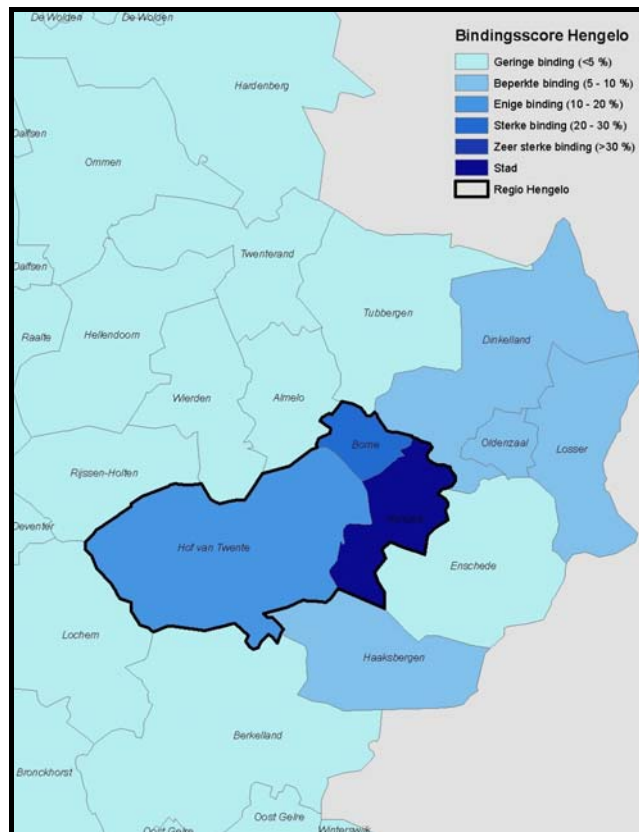 De Wolden
De Wolden
Bindingsscore Hengelo
Geringe binding (<5 %)
Beperkte binding (5 - 10 %)
Enige binding (10 - 20 %)
Sterke binding (20 - 30 %)
Zeer sterke binding (>30 %)
Stad
Regio Hengelo
Hardenberg
Dalfsen
Ommen
Twenterand
Dalfsen
Tubbergen
Raalte
Hellendoorn
Dinkelland
Wierden
Almelo
Borne
Oldenzaal
Losser
Rijssen-Holten
Deventer
Hengelo
Hof van Twente
Enschede
Lochem
Haaksbergen
Berkelland
Bronckhorst
Oost Gelre
Oost Gelre
Winterswijk